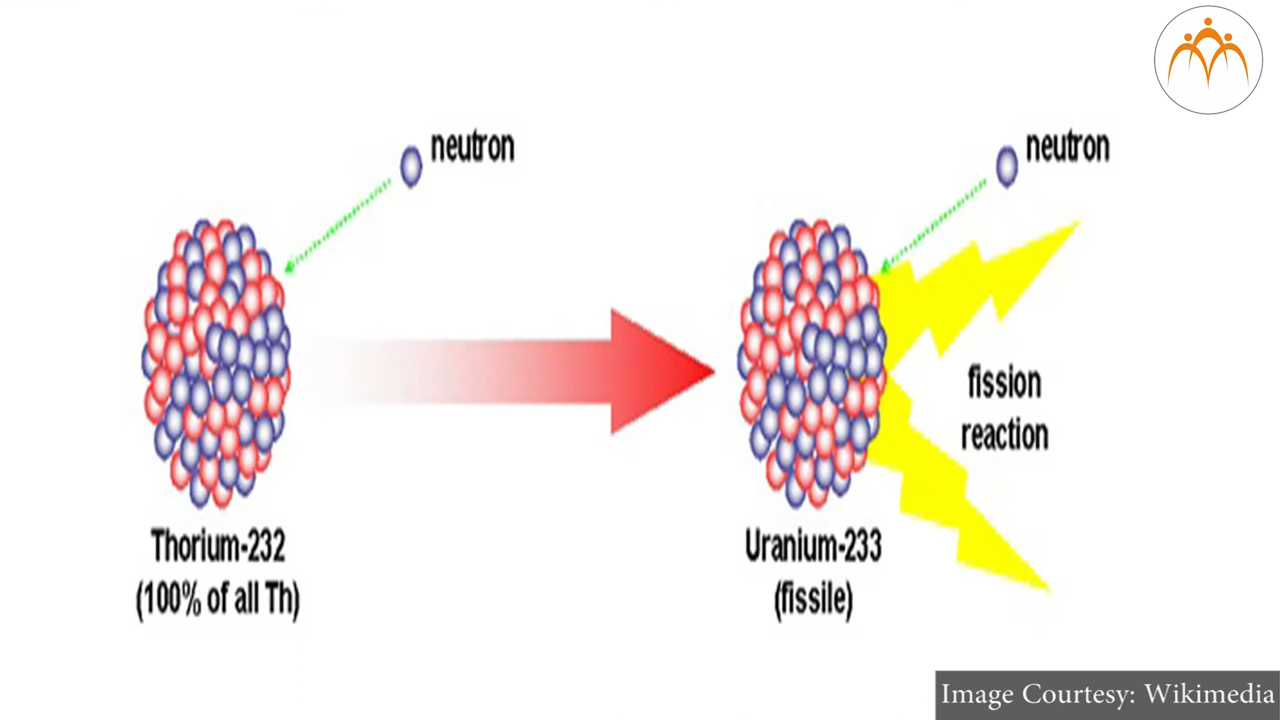 neutron
neutron
fission
reaction
Thorium-232
(100% of all Th)
Uranium-233
(fissile)
Image Courtesy: Wikimedia